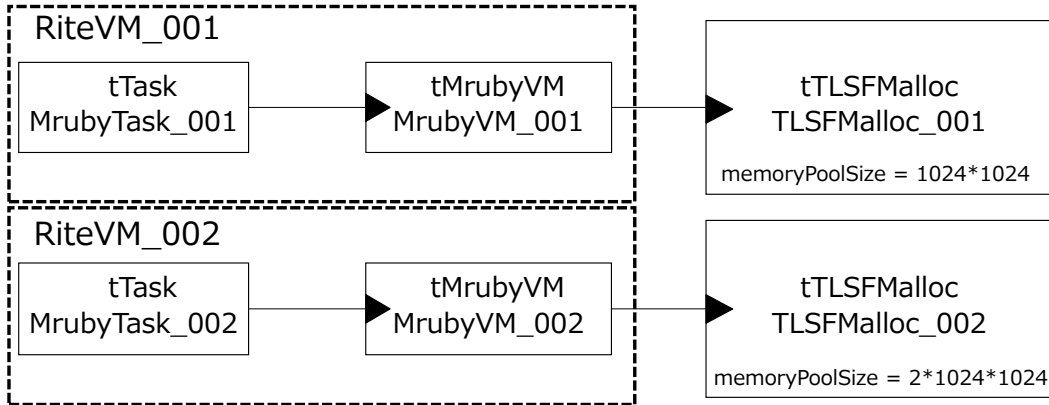 RiteVM_001
tTask
MrubyTask_001
tMrubyVM
MrubyVM_001
tTLSFMalloc
TLSFMalloc_001
memoryPoolSize = 1024*1024
RiteVM_002
tTask
MrubyTask_002
tMrubyVM
MrubyVM_002
tTLSFMalloc
TLSFMalloc_002
memoryPoolSize = 2*1024*1024